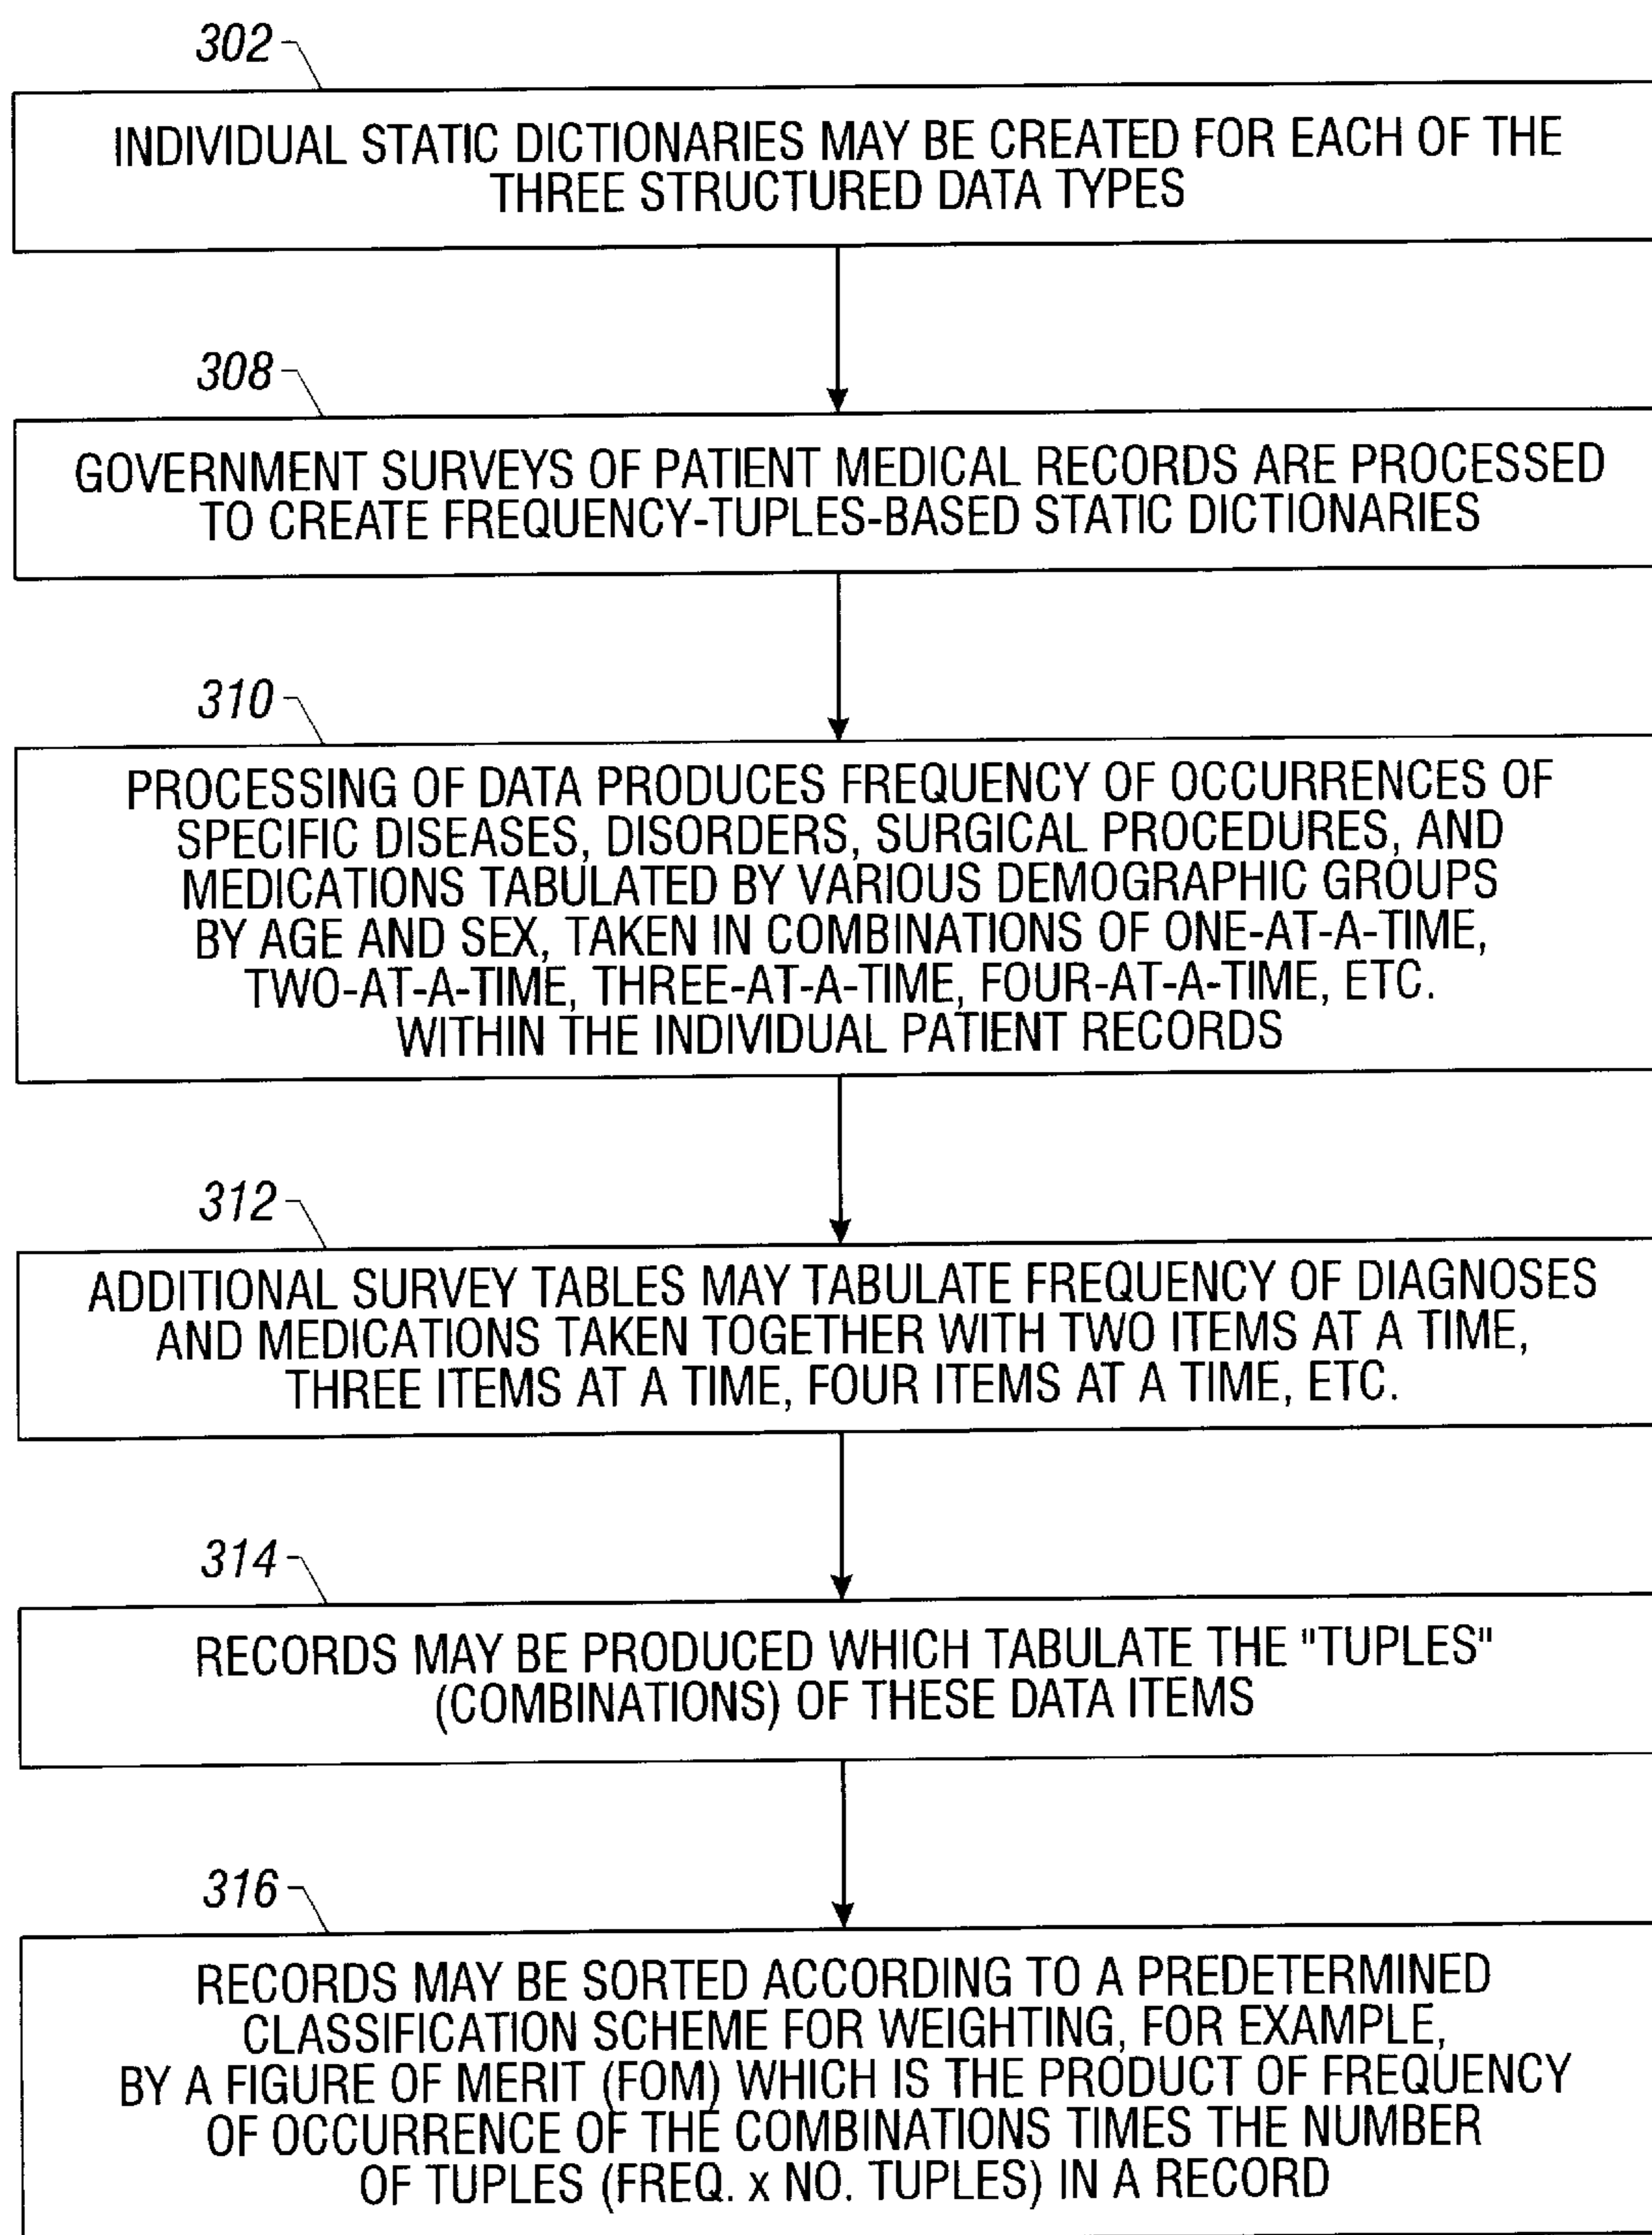 302
INDIVIDUAL STATIC DICTIONARIES MAY BE CREATED FOR EACH OF THE
THREE STRUCTURED DATA TYPES
308
GOVERNMENT SURVEYS OF PATIENT MEDICAL RECORDS ARE PROCESSED
TO CREATE FREQUENCY-TUPLES-BASED STATIC DICTIONARIES
310
PROCESSING OF DATA PRODUCES FREQUENCY OF OCCURRENCES OF
SPECIFIC DISEASES, DISORDERS, SURGICAL PROCEDURES, AND
MEDICATIONS TABULATED BY VARIOUS DEMOGRAPHIC GROUPS
BY AGE AND SEX, TAKEN IN COMBINATIONS OF ONE-AT-A-TIME,
TWO-AT-A-TIME, THREE-AT-A-TIME, FOUR-AT-A-TIME, ETC.
WITHIN THE INDIVIDUAL PATIENT RECORDS
312
ADDITIONAL SURVEY TABLES MAY TABULATE FREQUENCY OF DIAGNOSES
AND MEDICATIONS TAKEN TOGETHER WITH TWO ITEMS AT A TIME,
THREE ITEMS AT A TIME, FOUR ITEMS AT A TIME, ETC.
314
RECORDS MAY BE PRODUCED WHICH TABULATE THE "TUPLES"
(COMBINATIONS) OF THESE DATA ITEMS
316
RECORDS MAY BE SORTED ACCORDING TO A PREDETERMINED
CLASSIFICATION SCHEME FOR WEIGHTING, FOR EXAMPLE,
BY A FIGURE OF MERIT (FOM) WHICH IS THE PRODUCT OF FREQUENCY
OF OCCURRENCE OF THE COMBINATIONS TIMES THE NUMBER
OF TUPLES (FREQ. x NO. TUPLES) IN A RECORD